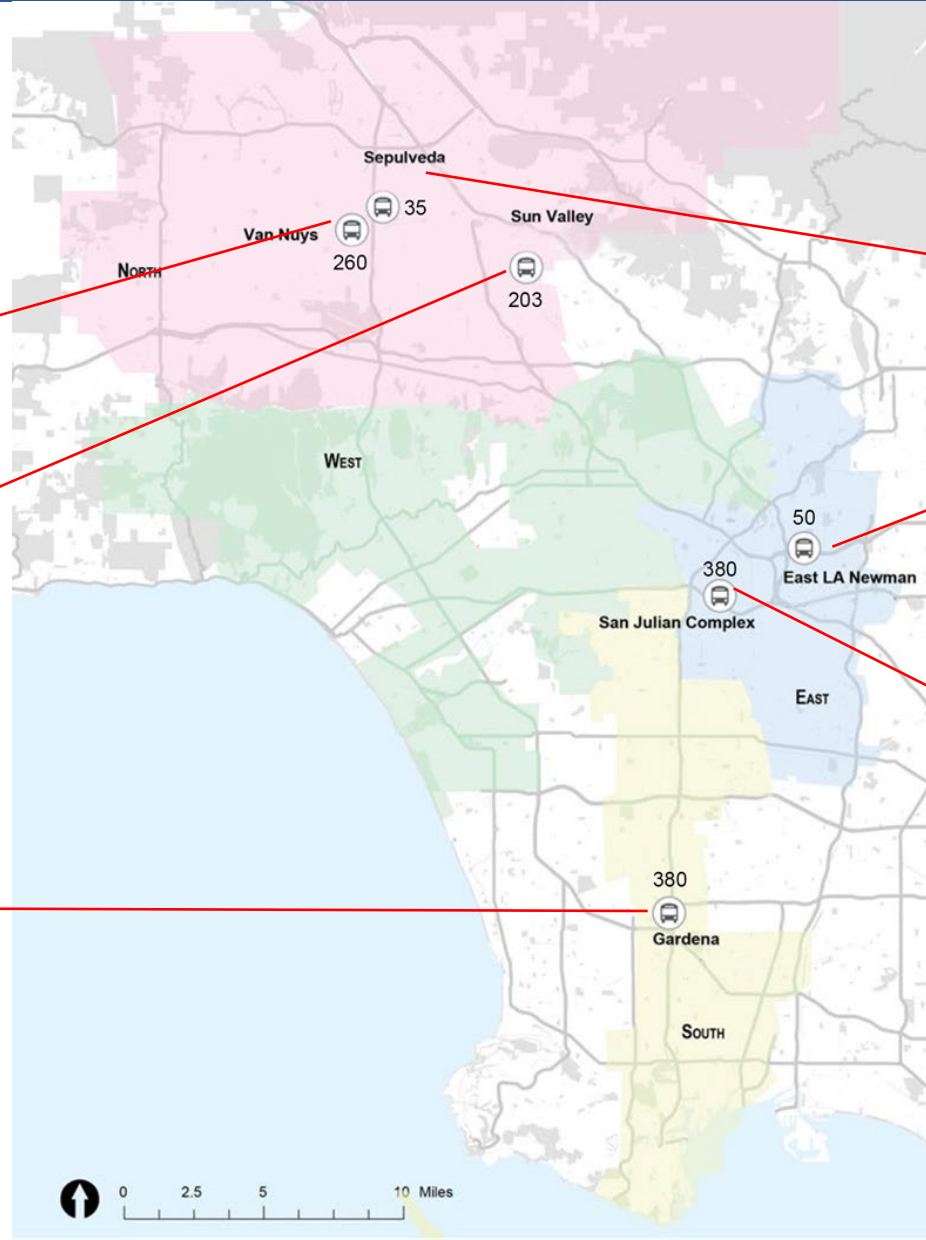 Sepulveda
35
Sun Valley
Van Nuys
260
NORTH
203
WEST
50
East LA Newman
380
San Julian Complex
EAST
380
Gardena
SOUTH
0 2.5 5 10 Miles